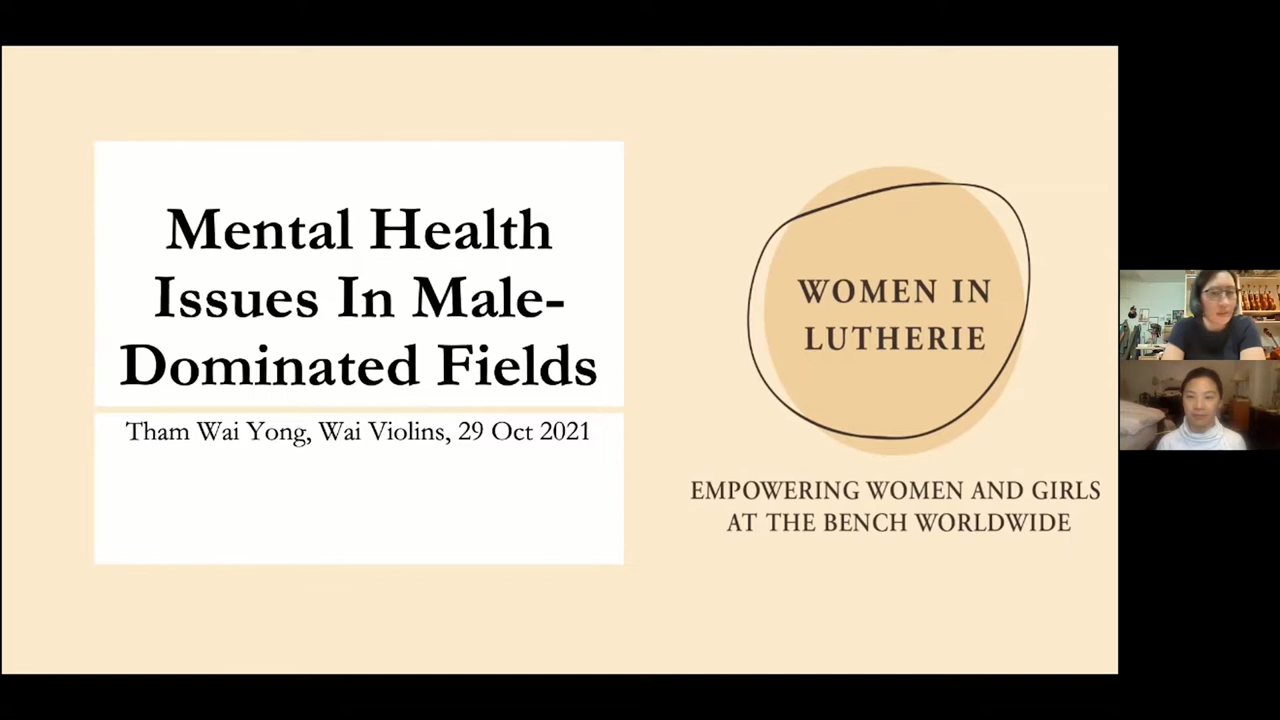 Mental Health
Issues In Male-
Dominated Fields
Tham Wai Yong, Wai Violins, 29 Oct 2021
WOMEN IN
LUTHERIE
EMPOWERING WOMEN AND GIRLS
AT THE BENCH WORLDWIDE